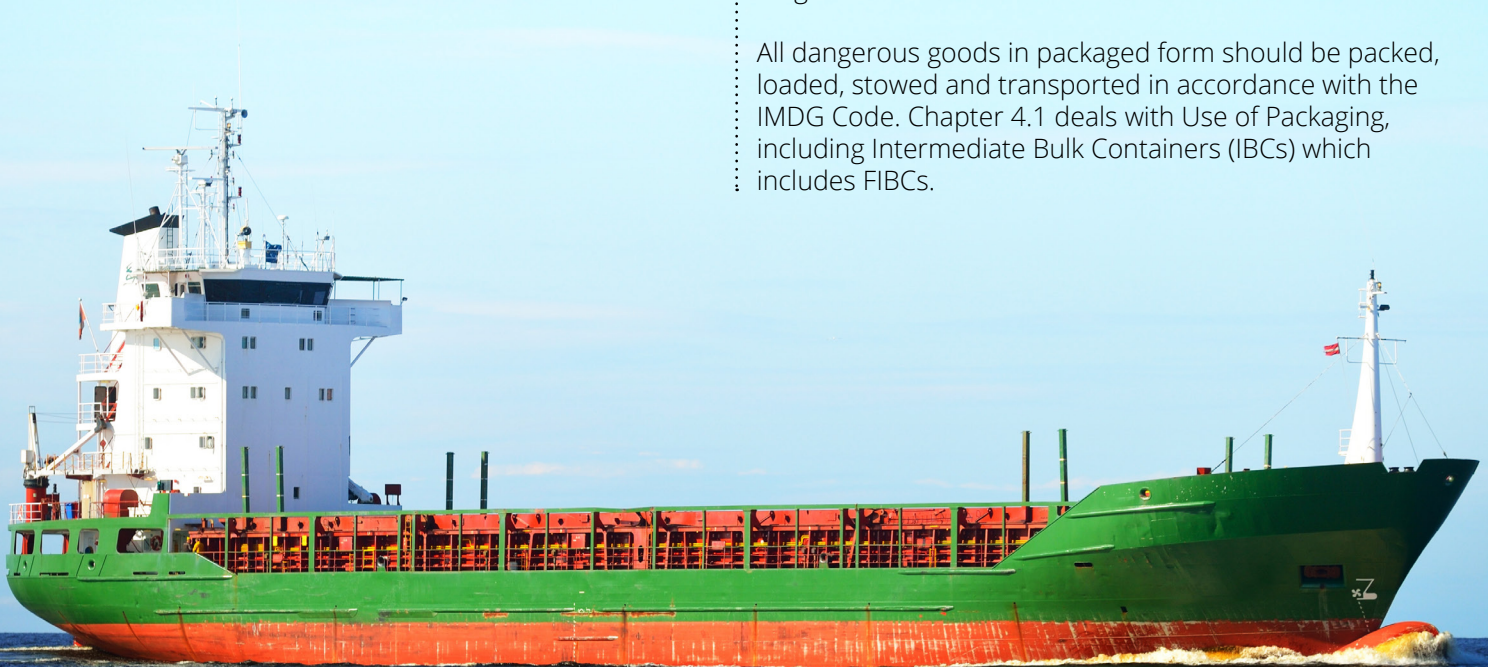 All dangerous goods in packaged form should be packed,
loaded, stowed and transported in accordance with the
IMDG Code. Chapter 4.1 deals with Use of Packaging,
including Intermediate Bulk Containers (IBCs) which
includes FIBCs.